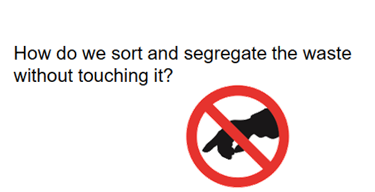 How do we sort and segregate the waste
without touching it?